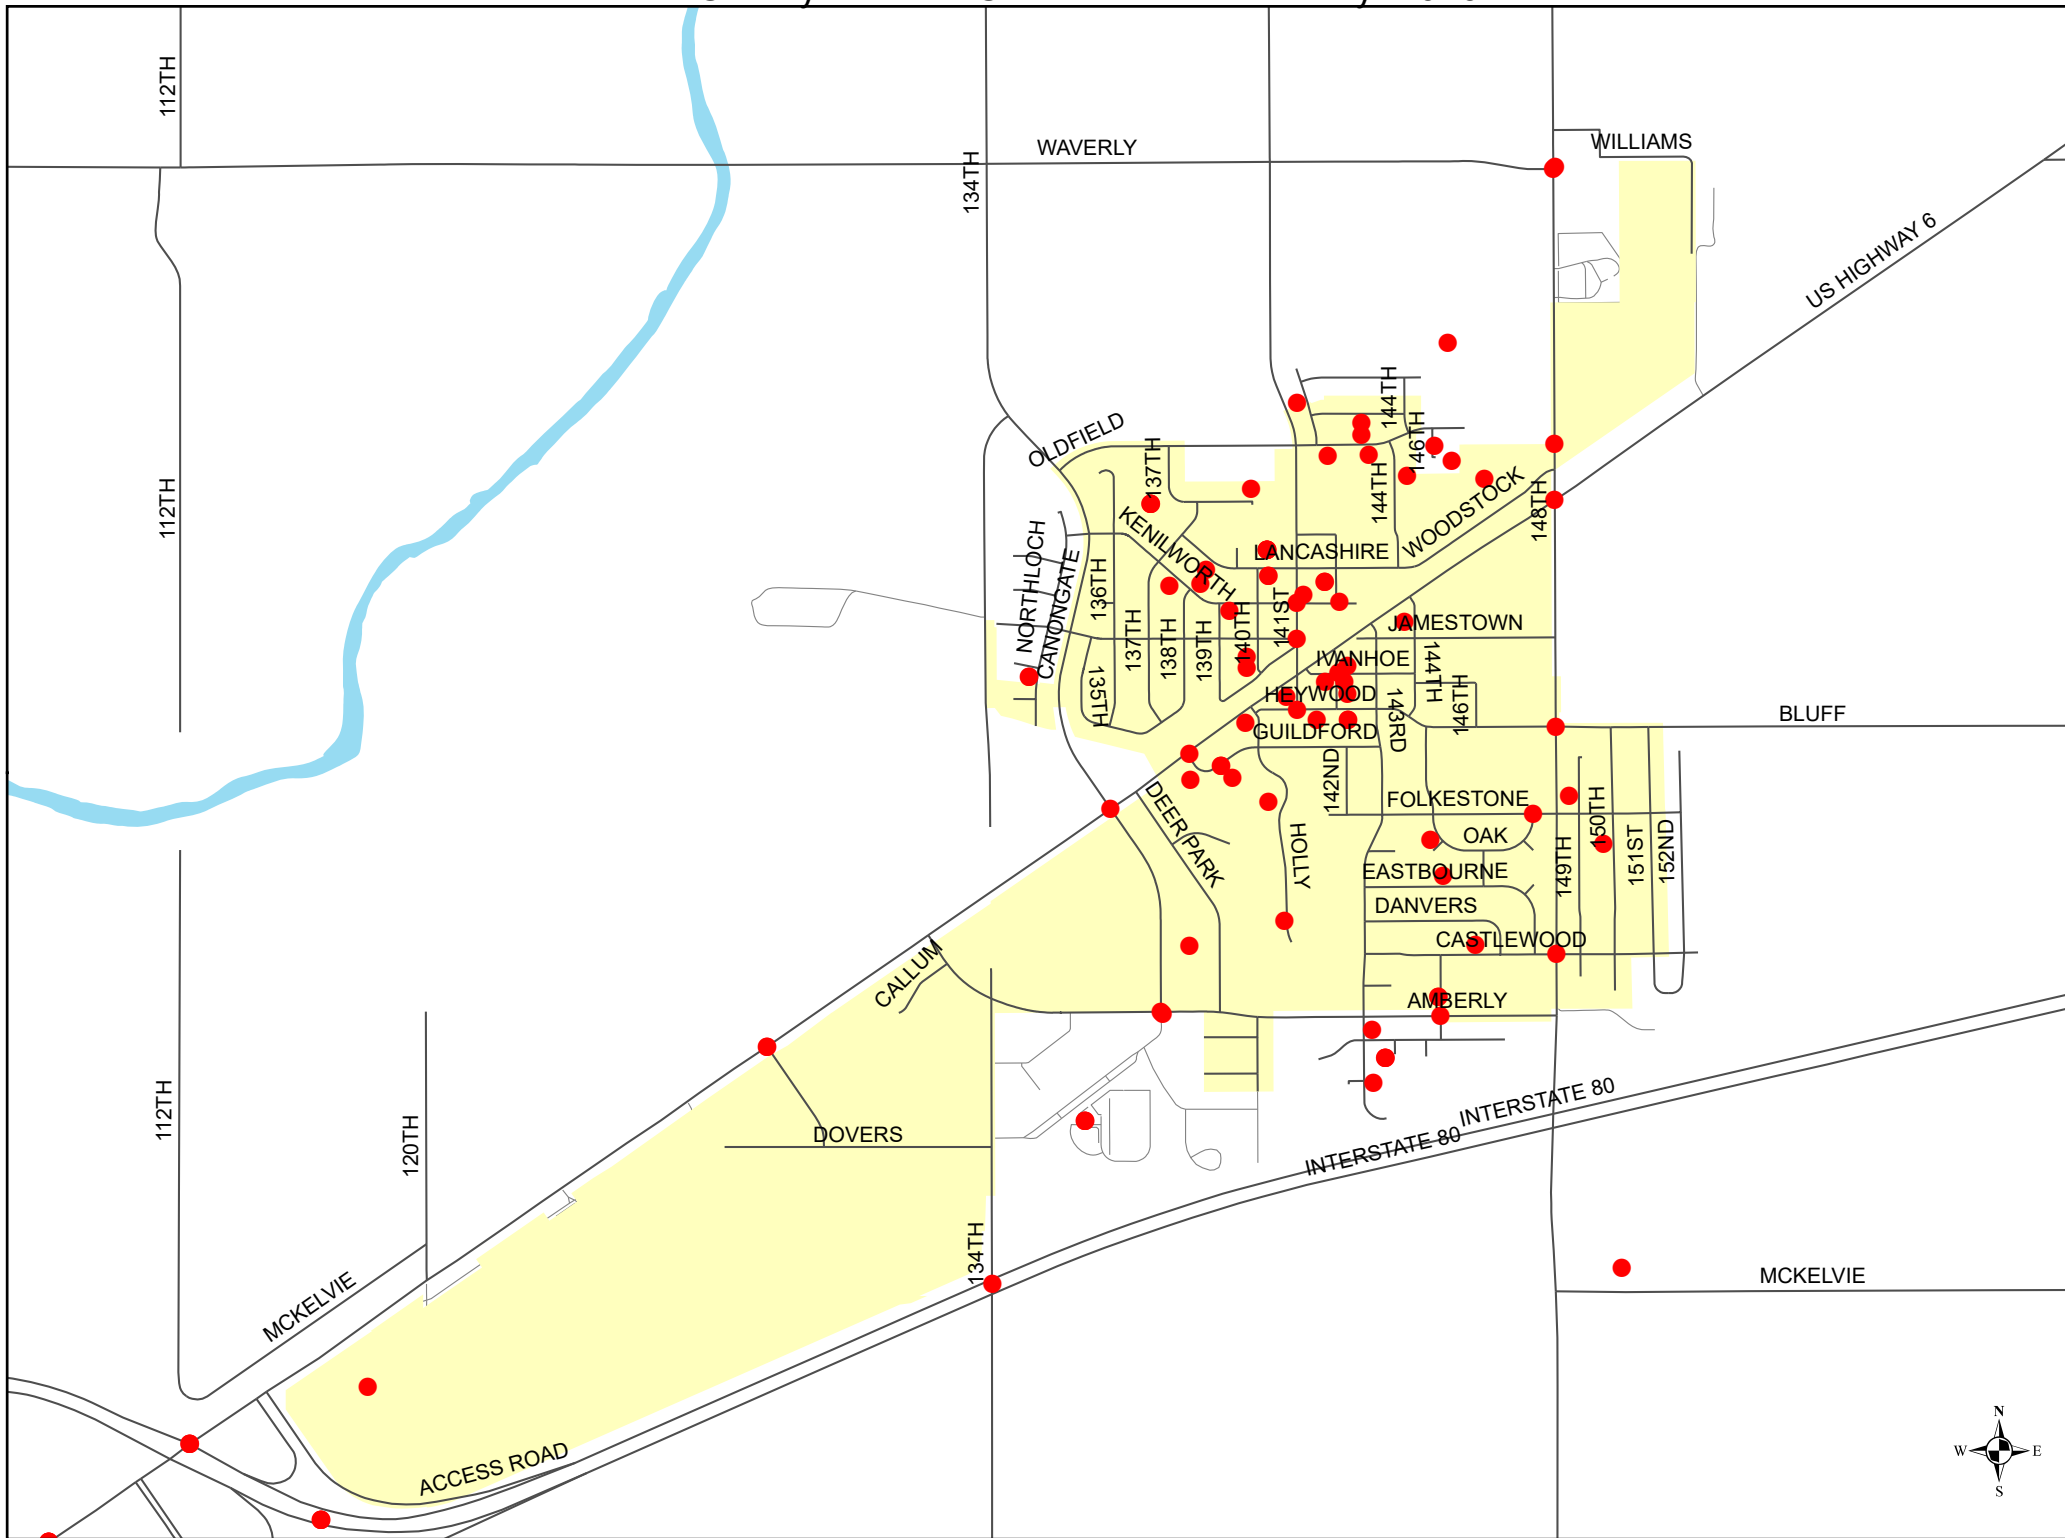 112TH
WAVERLY
WILLIAMS
134TH
US HIGHWAY 6
144TH
OLDFIELD
146TH
137TH
112TH
144TH
WOODSTOCK
148TH
KENILWORTH
LANCASHIRE
NORTHLOCH
CANONGATE
136TH
141ST
JAMESTOWN
137TH
138TH
139TH
140TH
IVANHOE
144TH
135TH
HEYWOOD
143RD
146TH
BLUFF
GUILDFORD
142ND
DEER PARK
FOLKESTONE
150TH
OAK
HOLLY
EASTBOURNE
149TH
151ST
152ND
DANVERS
CASTLEWOOD
CALLUM
AMBERLY
112TH
120TH
DOVERS
INTERSTATE 80
INTERSTATE 80
134TH
MCKELVIE
MCKELVIE
ACCESS ROAD
N
W E
S